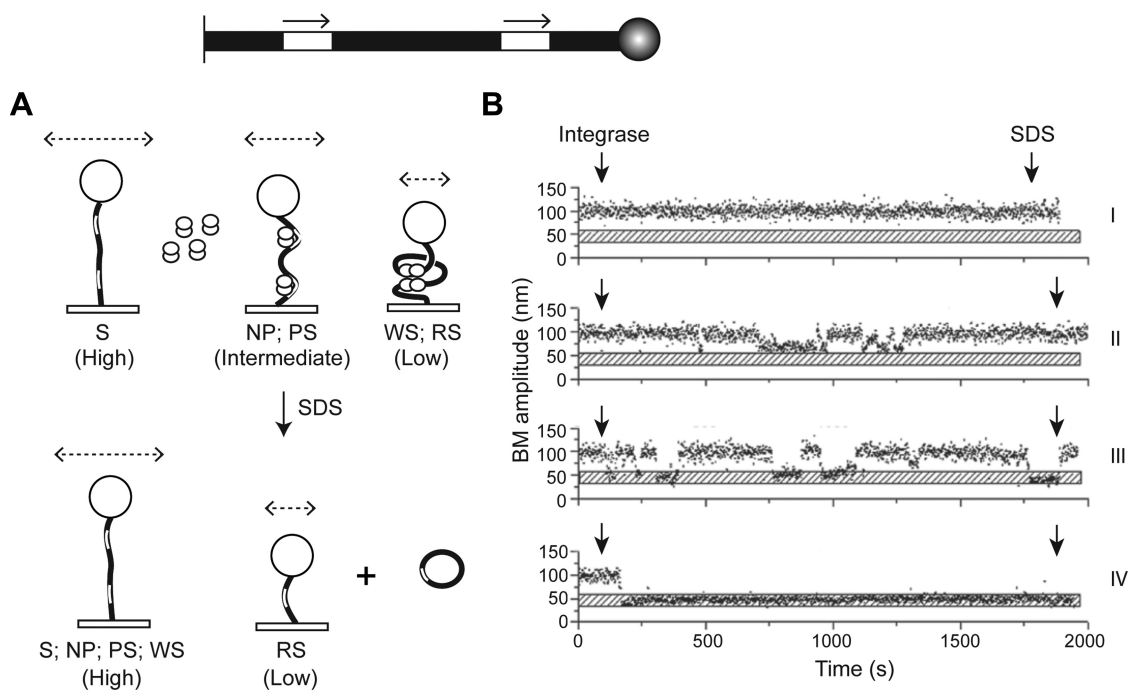 A
S
(High)
NP; PS
(Intermediate)
WS; RS
(Low)
SDS
S; NP; PS; WS
(High)
+
RS
(Low)
B
Integrase
SDS
BM amplitude (nm)
150
100
50
0
I
150
100
50
0
II
150
100
50
0
III
150
100
50
0
IV
0
500
1000
1500
2000
Time (s)